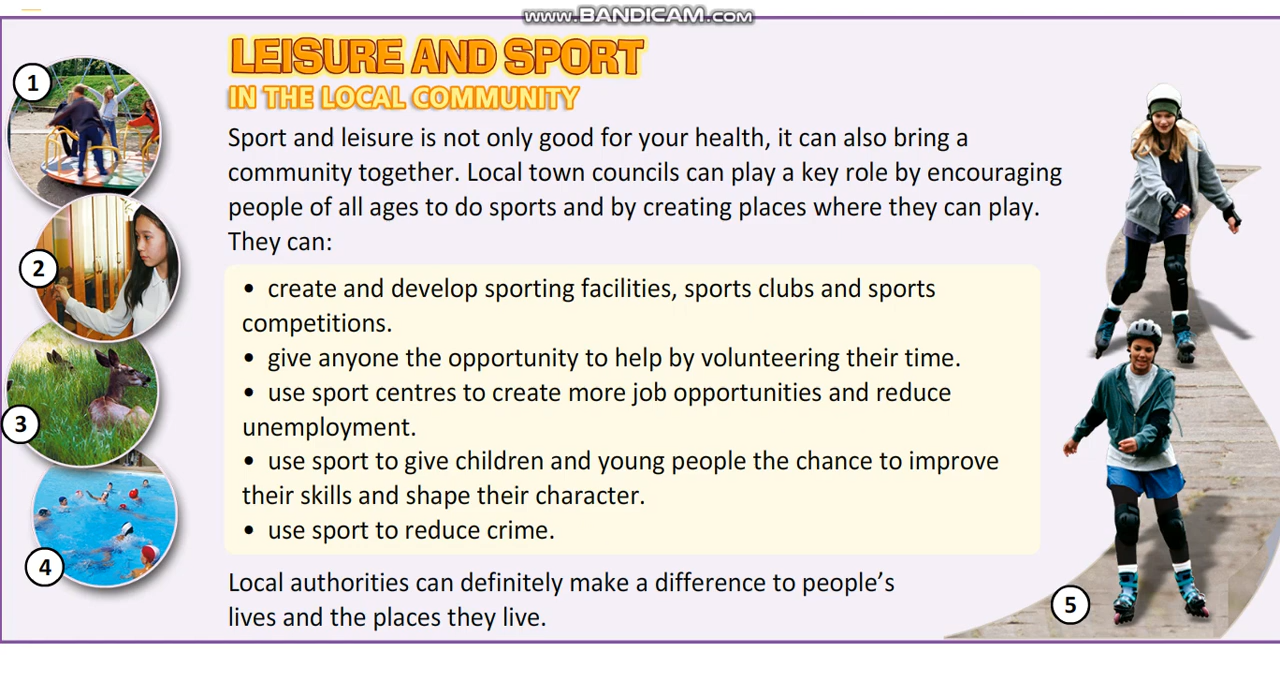 www.BANDICAM.com
LEISURE AND SPORT
IN THE LOCAL COMMUNITY
Sport and leisure is not only good for your health, it can also bring a
community together. Local town councils can play a key role by encouraging
people of all ages to do sports and by creating places where they can play.
They can:
• create and develop sporting facilities, sports clubs and sports
competitions.
• give anyone the opportunity to help by volunteering their time.
• use sport centres to create more job opportunities and reduce
unemployment.
• use sport to give children and young people the chance to improve
their skills and shape their character.
• use sport to reduce crime.
Local authorities can definitely make a difference to people's
lives and the places they live.
1
2
3
4
5